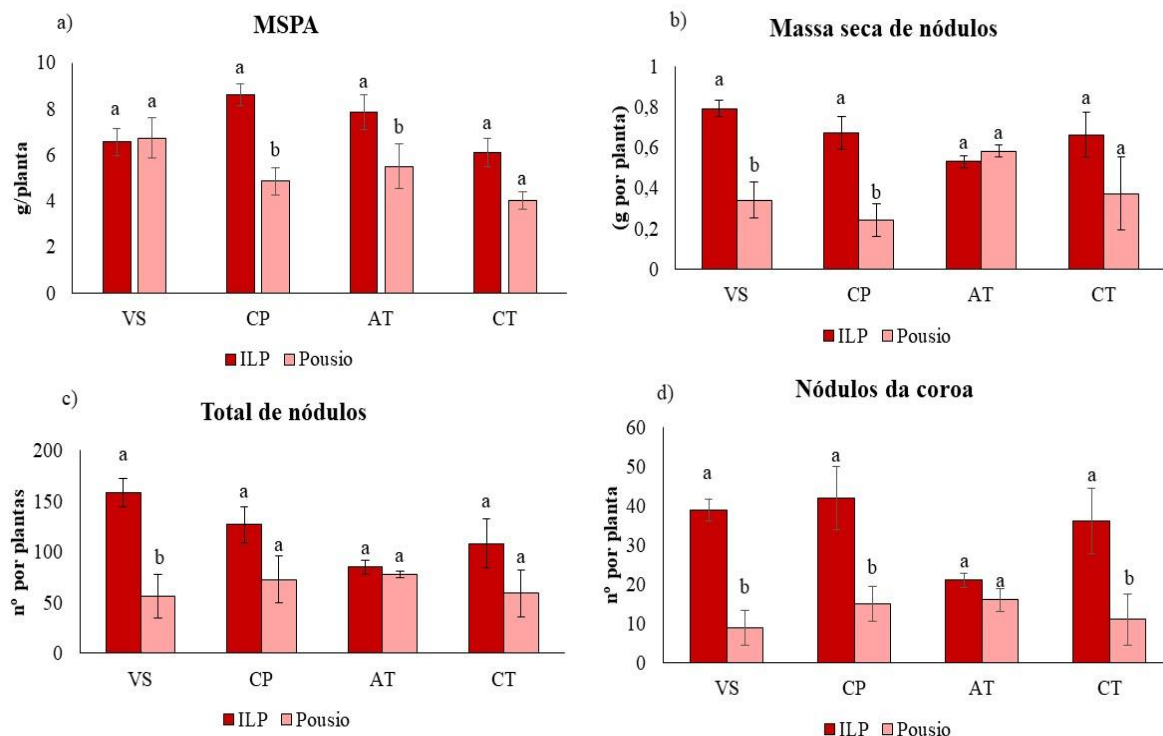 a)
MSPA
g/planta
10
8
6
4
2
0
a a a b a b a a
VS CP AT CT
ILP Pousio
b)
Massa seca de nódulos
(g por planta)
1
0,8
0,6
0,4
0,2
0
a b a b a a a a
VS CP AT CT
ILP Pousio
c)
Total de nódulos
nº por plantas
200
150
100
50
0
a b a a a a a a
VS CP AT CT
ILP Pousio
d)
Nódulos da coroa
nº por planta
60
50
40
30
20
10
0
a b a b a a a b
VS CP AT CT
ILP Pousio